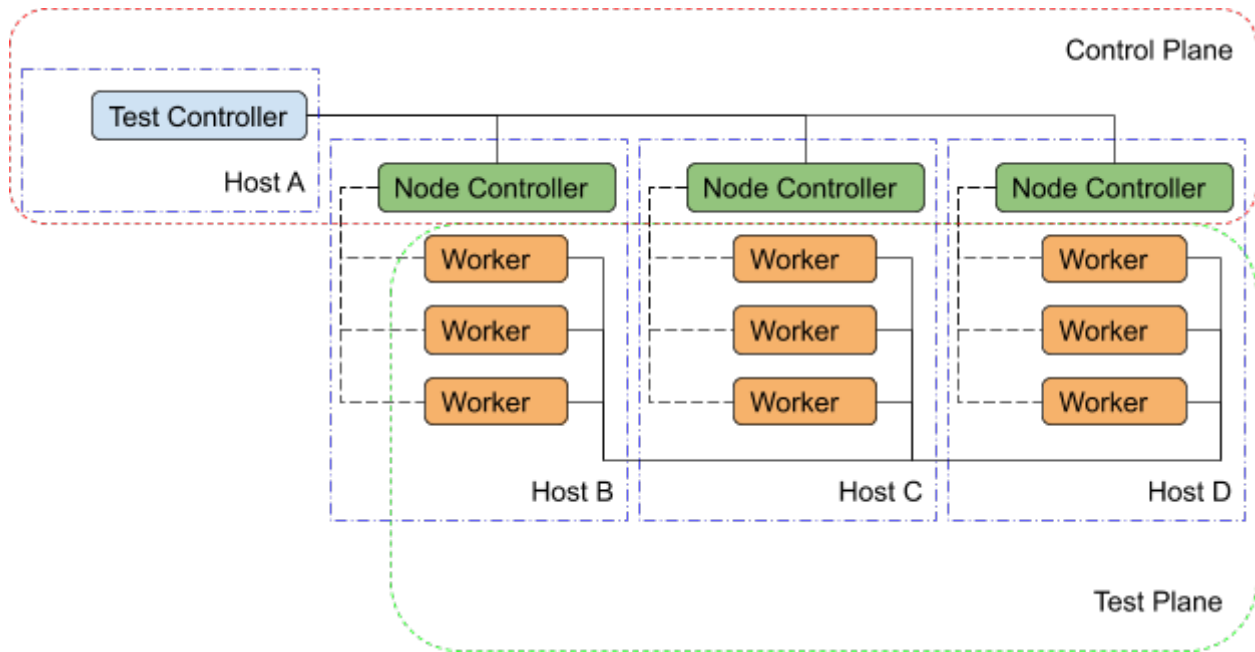 Control Plane
Test Controller
Host A
Node Controller
Node Controller
Node Controller
Worker
Worker
Worker
Worker
Worker
Worker
Worker
Worker
Worker
Host B
Host C
Host D
Test Plane